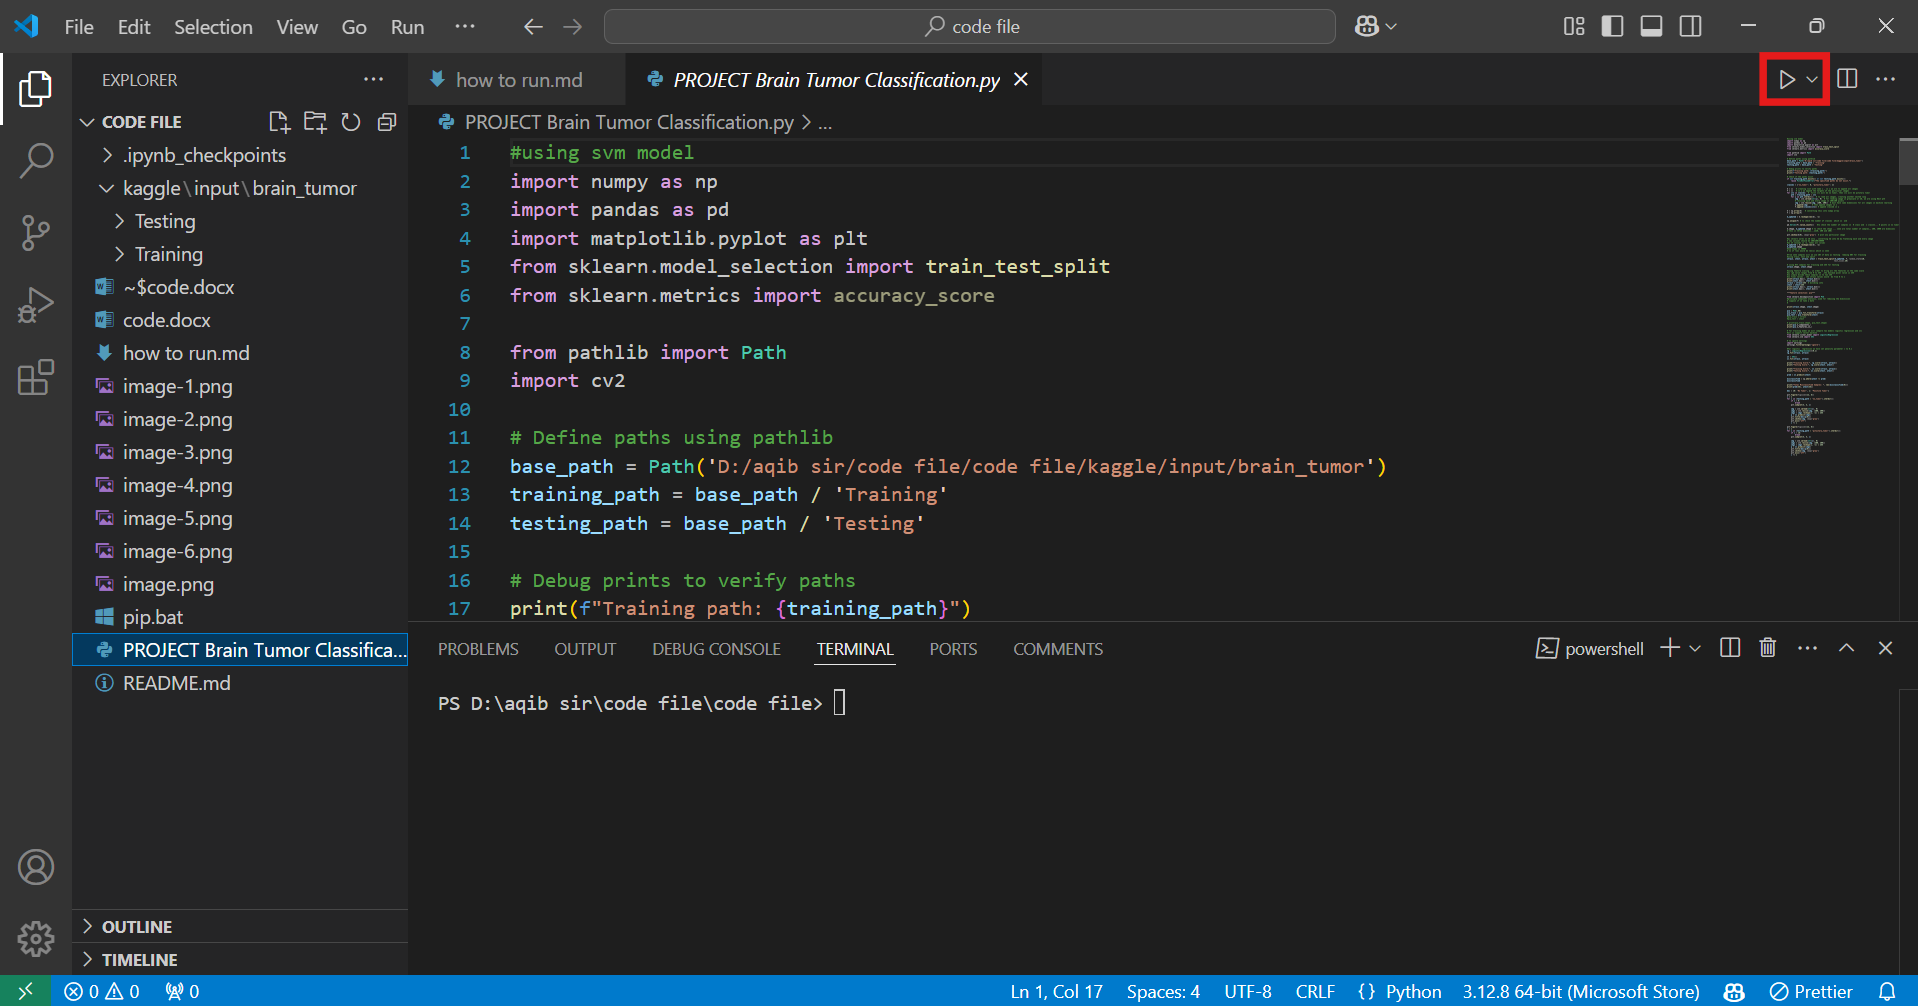 File Edit Selection View Go Run ··· code file
EXPLORER ···
CODE FILE
.ipynb_checkpoints
kaggle\input\brain_tumor
Testing
Training
~$code.docx
code.docx
how to run.md
image-1.png
image-2.png
image-3.png
image-4.png
image-5.png
image-6.png
image.png
pip.bat
PROJECT Brain Tumor Classifica...
README.md
OUTLINE
TIMELINE
how to run.md PROJECT Brain Tumor Classification.py
PROJECT Brain Tumor Classification.py > ...
1 #using svm model
2 import numpy as np
3 import pandas as pd
4 import matplotlib.pyplot as plt
5 from sklearn.model_selection import train_test_split
6 from sklearn.metrics import accuracy_score
7
8 from pathlib import Path
9 import cv2
10
11 # Define paths using pathlib
12 base_path = Path('D:/aqib sir/code file/code file/kaggle/input/brain_tumor')
13 training_path = base_path / 'Training'
14 testing_path = base_path / 'Testing'
15
16 # Debug prints to verify paths
17 print(f"Training path: {training_path}")
PROBLEMS OUTPUT DEBUG CONSOLE TERMINAL PORTS COMMENTS powershell
PS D:\aqib sir\code file\code file>
0 0 0 Ln 1, Col 17 Spaces: 4 UTF-8 CRLF {} Python 3.12.8 64-bit (Microsoft Store) Prettier